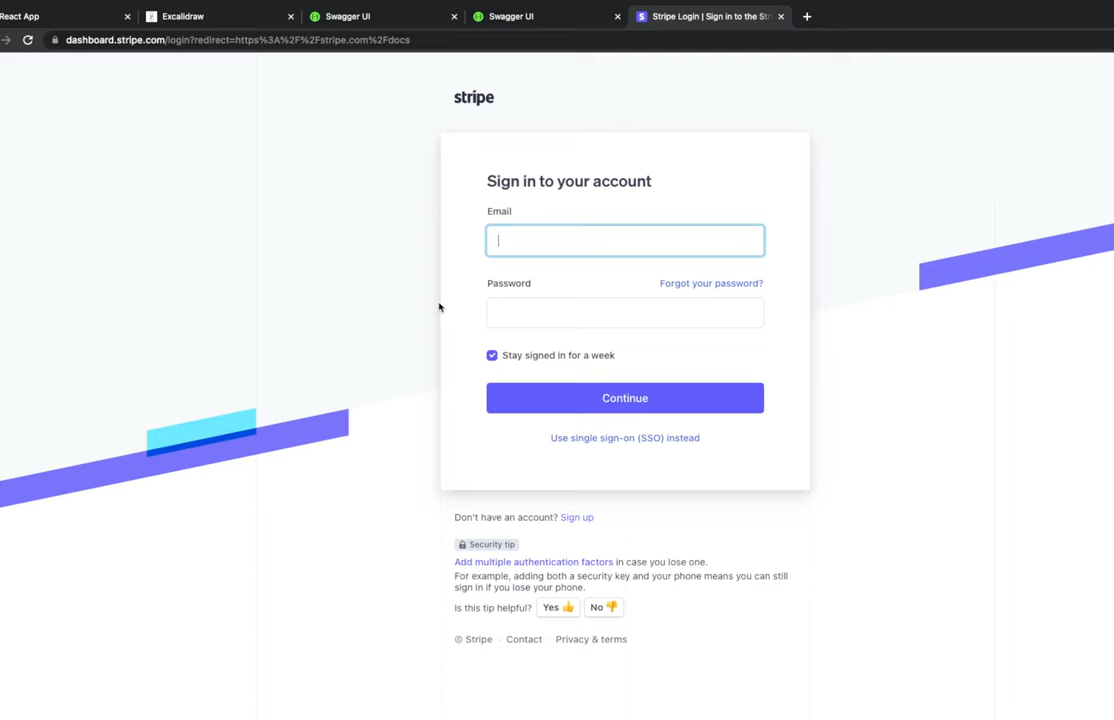 React App
Excalidraw
Swagger UI
Swagger UI
Stripe Login | Sign in to the Str
dashboard.stripe.com/login?redirect=https%3A%2F%2Fstripe.com%2Fdocs
stripe
Sign in to your account
Email
Password
Forgot your password?
Stay signed in for a week
Continue
Use single sign-on (SSO) instead
Don't have an account? Sign up
Security tip
Add multiple authentication factors in case you lose one.
For example, adding both a security key and your phone means you can still
sign in if you lose your phone.
Is this tip helpful? Yes 👍 No 👎
© Stripe · Contact · Privacy & terms